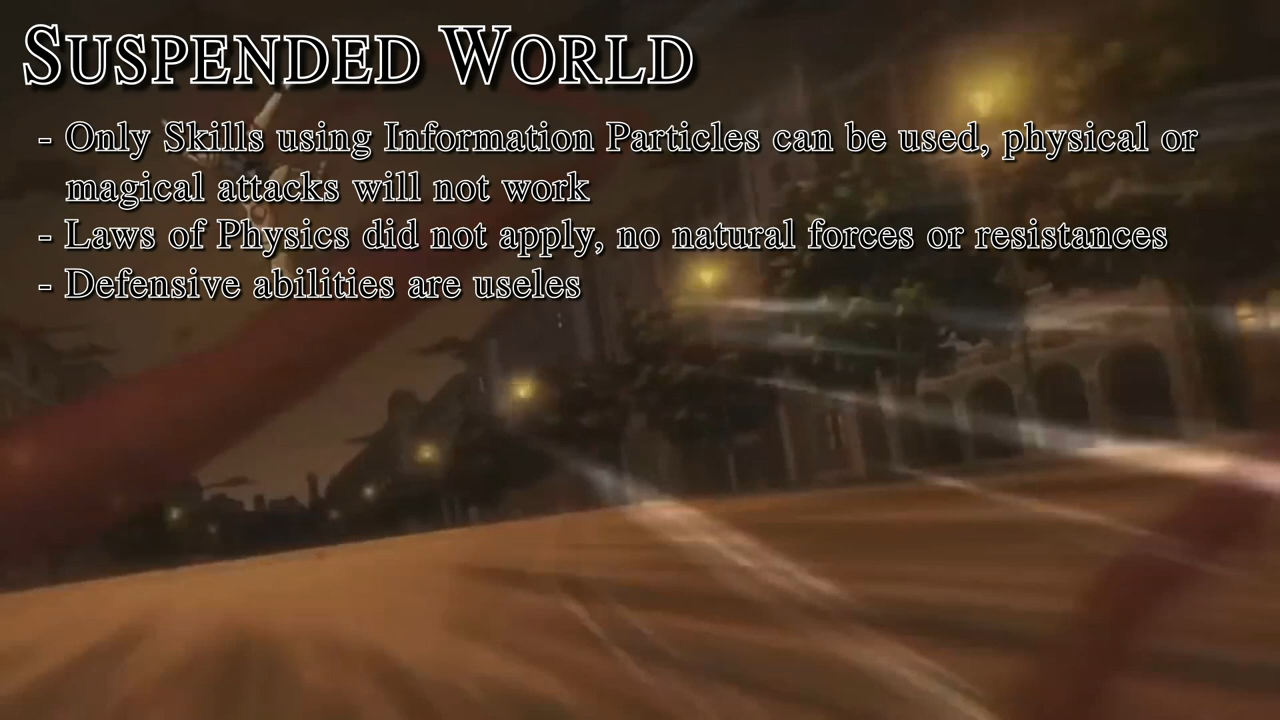 Suspended World
- Only Skills using Information Particles can be used, physical or
magical attacks will not work
- Laws of Physics did not apply, no natural forces or resistances
- Defensive abilities are useles